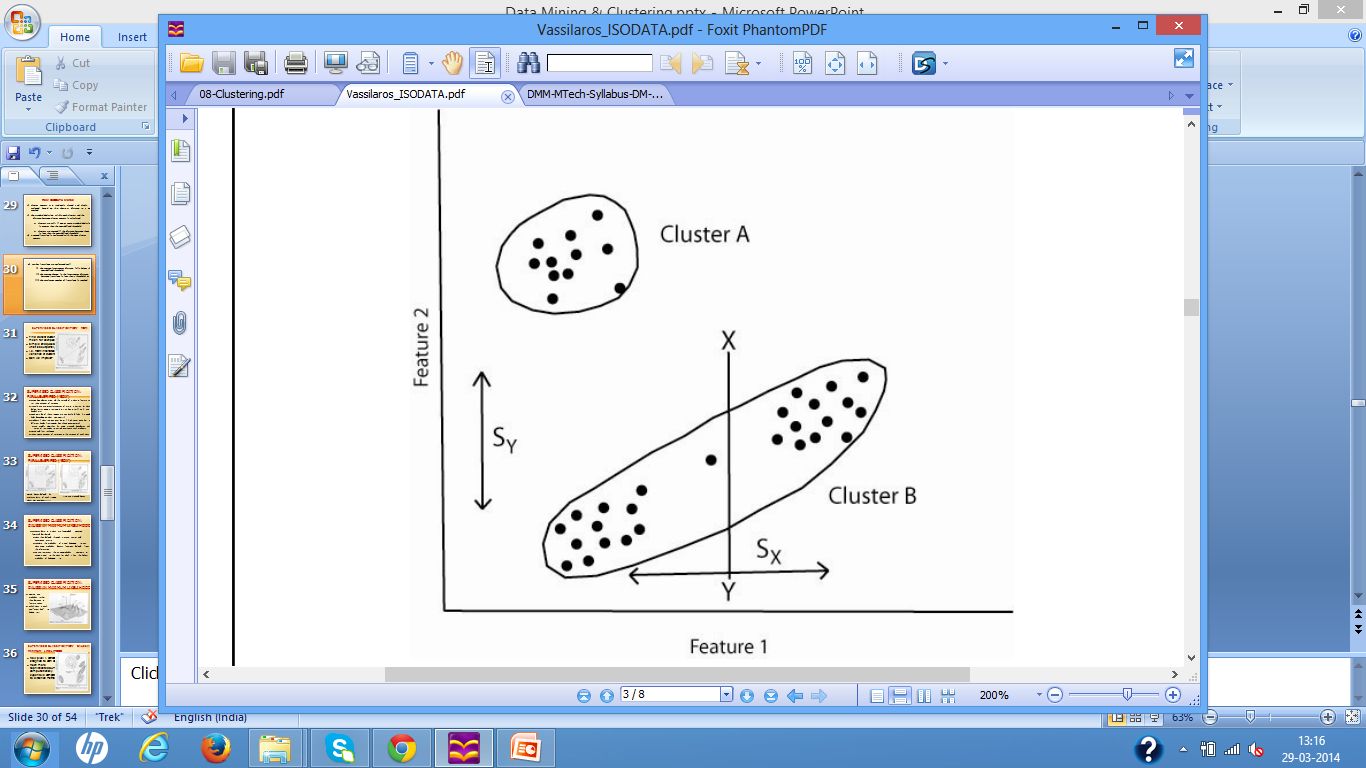 Data Mining & Clustering.pptx - Microsoft PowerPoint
Vassilaros_ISODATA.pdf - Foxit PhantomPDF
Home
Insert
Paste
Cut
Copy
Format Painter
Clipboard
08-Clustering.pdf
Vassilaros_ISODATA.pdf
DMM-MTech-Syllabus-DM-...
29
30
31
32
33
34
35
36
Cluster A
Feature 2
X
SY
Cluster B
SX
Y
Feature 1
Clic
3 / 8
200%
Slide 30 of 54
"Trek"
English (India)
63%
13:16
29-03-2014